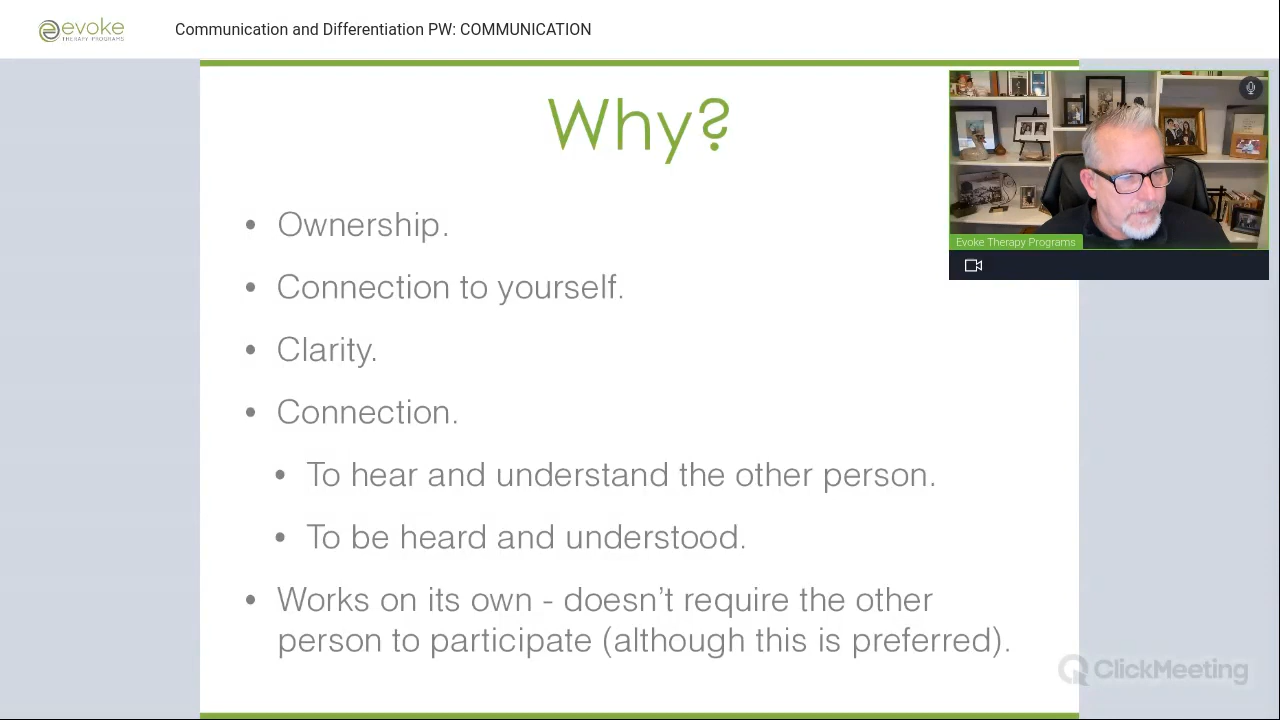 evoke
THERAPY PROGRAMS
Communication and Differentiation PW: COMMUNICATION
Why?
• Ownership.
• Connection to yourself.
• Clarity.
• Connection.
• To hear and understand the other person.
• To be heard and understood.
• Works on its own - doesn’t require the other
person to participate (although this is preferred).
Evoke Therapy Programs
ClickMeeting